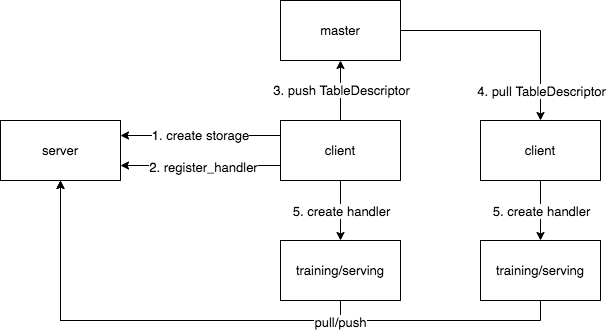 master
3. push TableDescriptor
4. pull TableDescriptor
1. create storage
server
client
client
2. register_handler
5. create handler
5. create handler
training/serving
training/serving
pull/push